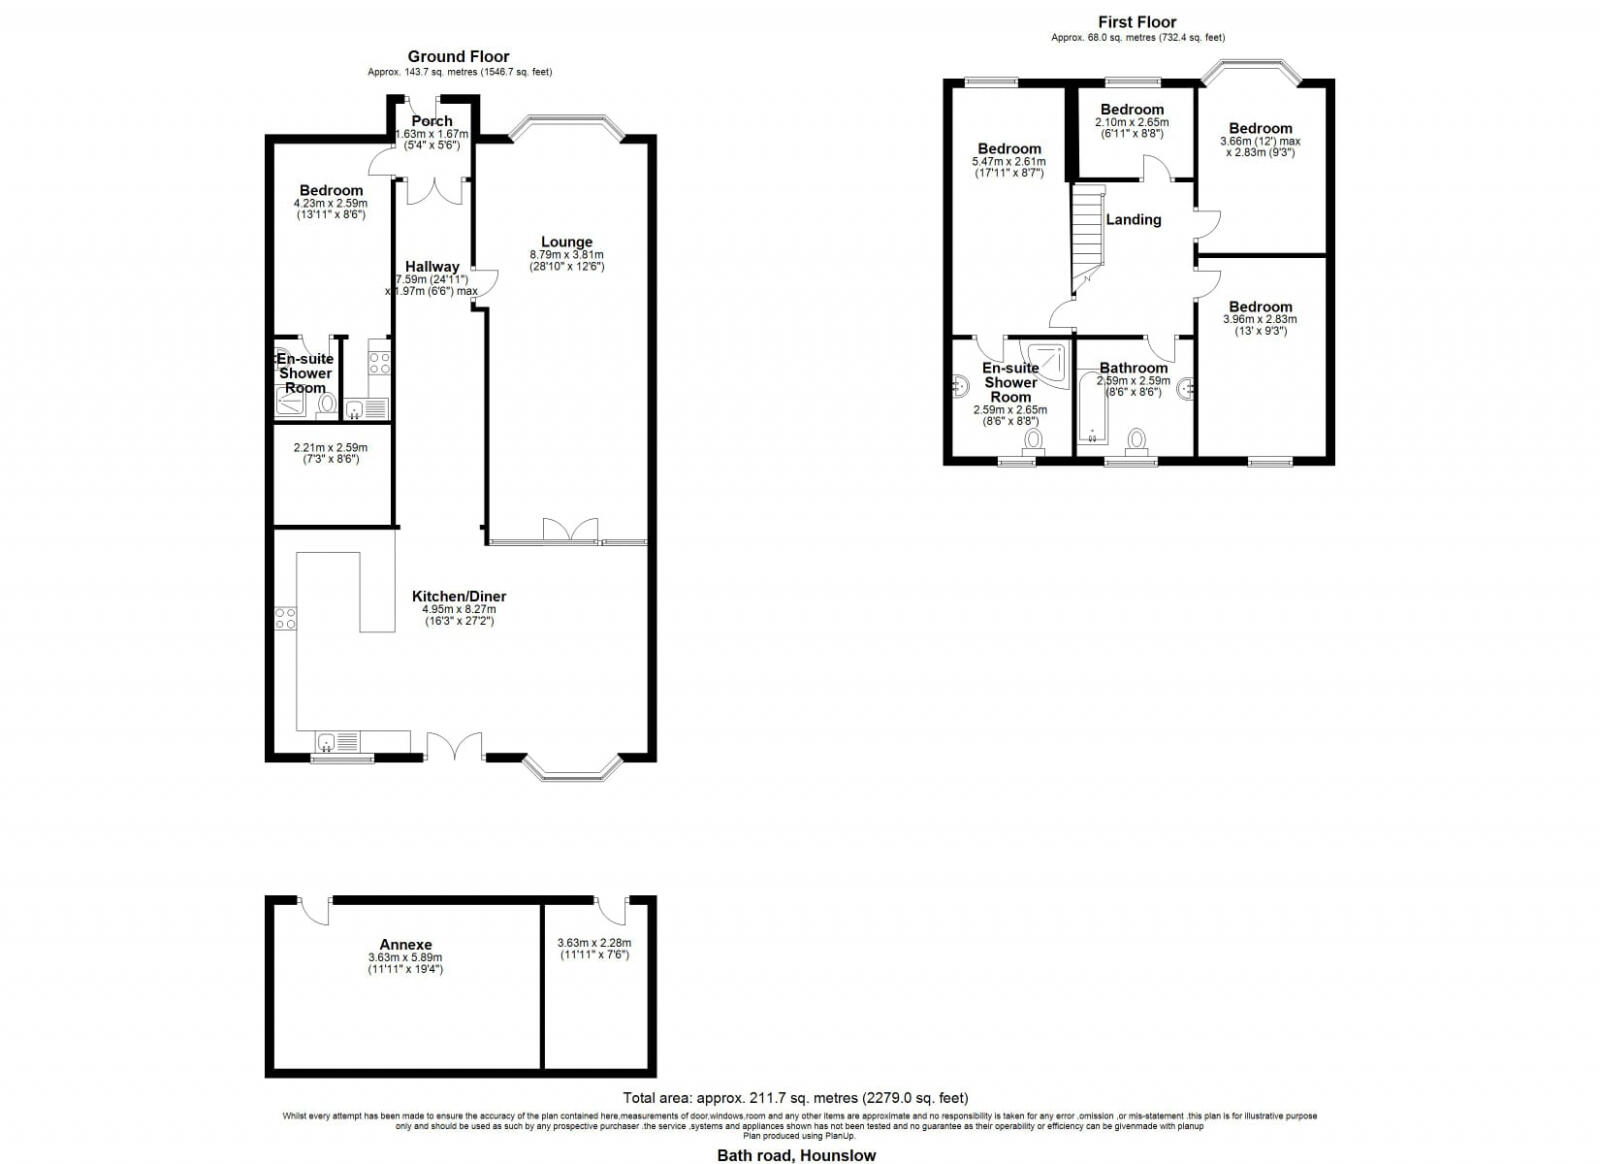 Ground Floor
Approx. 143.7 sq. metres (1546.7 sq. feet)
Porch
1.63m x 1.67m
(5'4" x 5'6")
Bedroom
4.23m x 2.59m
(13'11" x 8'6")
Lounge
8.79m x 3.81m
(28'10" x 12'6")
Hallway
7.59m (24'11")
x 1.97m (6'6") max
En-suite
Shower
Room
2.21m x 2.59m
(7'3" x 8'6")
Kitchen/Diner
4.95m x 8.27m
(16'3" x 27'2")
Annexe
3.63m x 5.89m
(11'11" x 19'4")
3.63m x 2.28m
(11'11" x 7'6")
First Floor
Approx. 68.0 sq. metres (732.4 sq. feet)
Bedroom
5.47m x 2.61m
(17'11" x 8'7")
Bedroom
2.10m x 2.65m
(6'11" x 8'8")
Bedroom
3.66m (12') max
x 2.83m (9'3")
Landing
Bedroom
3.96m x 2.83m
(13' x 9'3")
En-suite
Shower
Room
2.59m x 2.65m
(8'6" x 8'8")
Bathroom
2.59m x 2.59m
(8'6" x 8'6")
Total area: approx. 211.7 sq. metres (2279.0 sq. feet)
Whilst every attempt has been made to ensure the accuracy of the plan contained here,measurements of door,windows,room and any other items are approximate and no responsibility is taken for any error ,omission ,or mis-statement .this plan is for illustrative purpose
only and should be used as such by any prospective purchaser .the service ,systems and appliances shown has not been tested and no guarantee as their operability or efficiency can be givenmade with planup
Plan produced using PlanUp.
Bath road, Hounslow